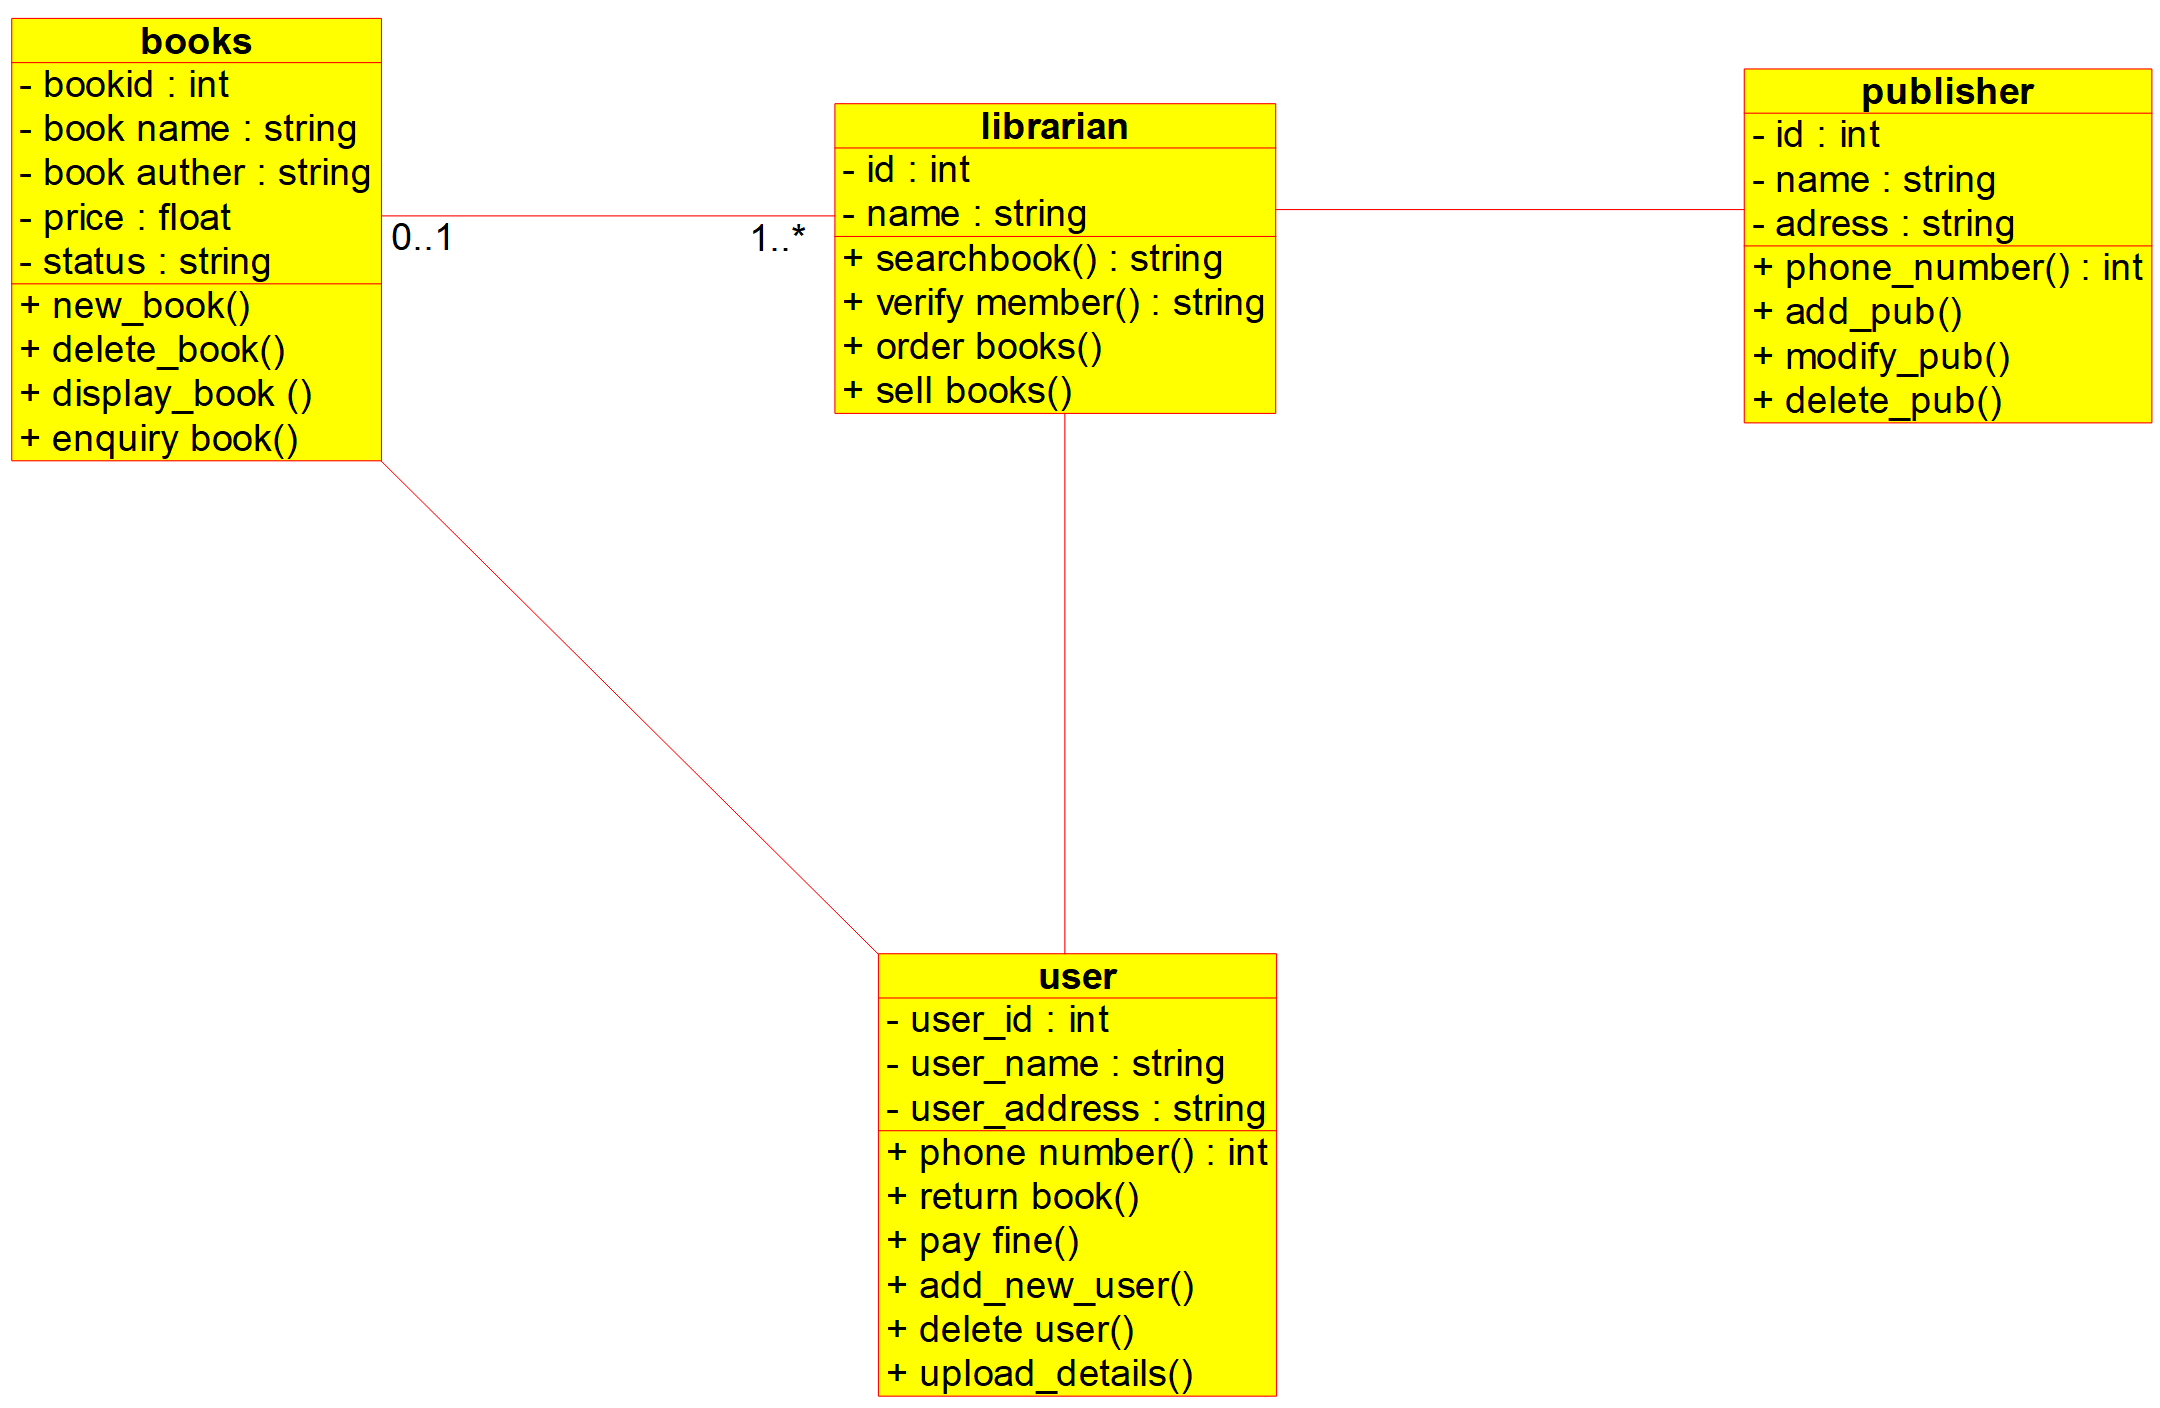 books
- bookid : int
- book name : string
- book auther : string
- price : float
- status : string
+ new_book()
+ delete_book()
+ display_book ()
+ enquiry book()
0..1
1..*
librarian
- id : int
- name : string
+ searchbook() : string
+ verify member() : string
+ order books()
+ sell books()
publisher
- id : int
- name : string
- adress : string
+ phone_number() : int
+ add_pub()
+ modify_pub()
+ delete_pub()
user
- user_id : int
- user_name : string
- user_address : string
+ phone number() : int
+ return book()
+ pay fine()
+ add_new_user()
+ delete user()
+ upload_details()